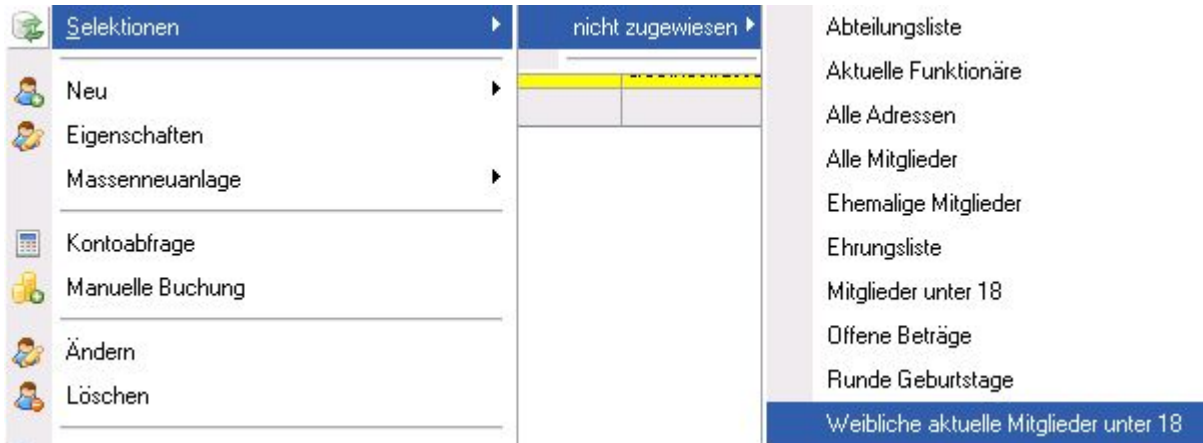 Selektionen
Neu
Eigenschaften
Massenneuanlage
Kontoabfrage
Manuelle Buchung
Ändern
Löschen
nicht zugewiesen
Abteilungsliste
Aktuelle Funktionäre
Alle Adressen
Alle Mitglieder
Ehemalige Mitglieder
Ehrungsliste
Mitglieder unter 18
Offene Beträge
Runde Geburtstage
Weibliche aktuelle Mitglieder unter 18